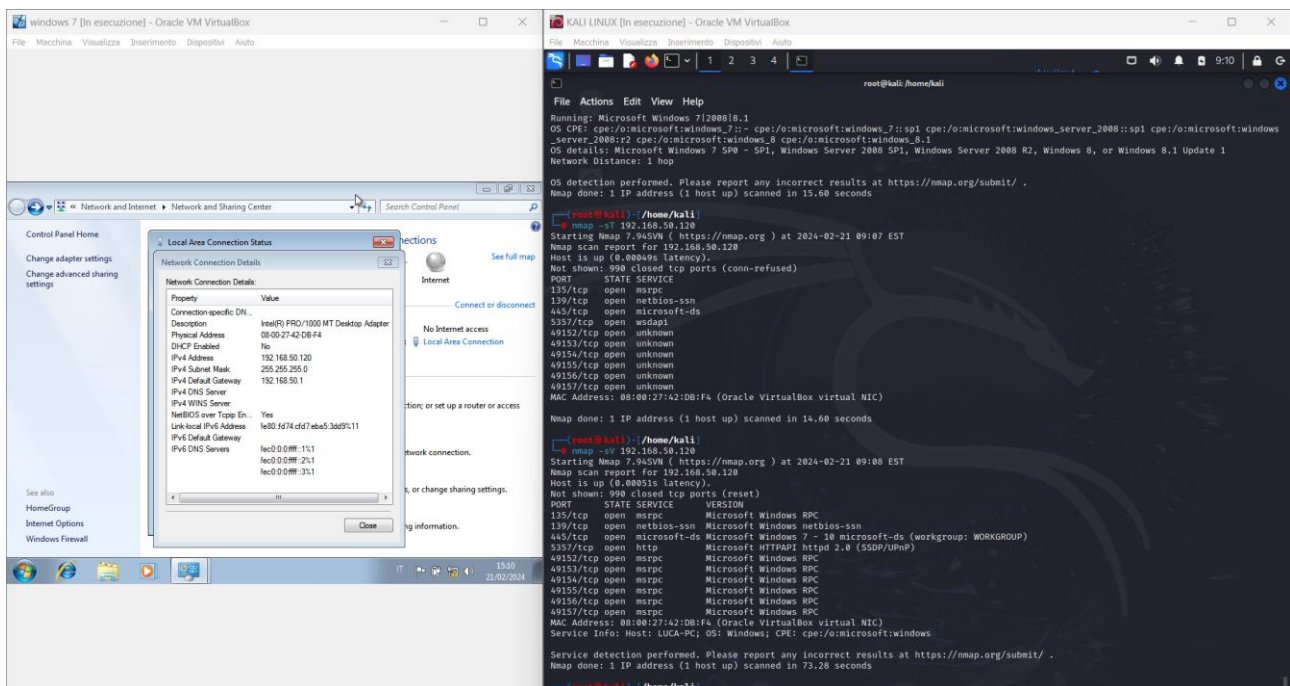 windows 7 [In esecuzione] - Oracle VM VirtualBox
File Macchina Visualizza Inserimento Dispositivi Aiuto
Network and Internet ▸ Network and Sharing Center
Search Control Panel
Control Panel Home
Change adapter settings
Change advanced sharing
settings
See also
HomeGroup
Internet Options
Windows Firewall
Local Area Connection Status
Network Connection Details
Network Connection Details:
Property Value
Connection-specific DN...
Description Intel(R) PRO/1000 MT Desktop Adapter
Physical Address 08-00-27-42-DB-F4
DHCP Enabled No
IPv4 Address 192.168.50.120
IPv4 Subnet Mask 255.255.255.0
IPv4 Default Gateway 192.168.50.1
IPv4 DNS Server
IPv4 WINS Server
NetBIOS over Tcpip En... Yes
Link-local IPv6 Address fe80::fd74:cfd7:eba5:3dd9%11
IPv6 Default Gateway
IPv6 DNS Servers fec0:0:0:ffff::1%1
fec0:0:0:ffff::2%1
fec0:0:0:ffff::3%1
Close
nections
See full map
Internet
Connect or disconnect
No Internet access
Local Area Connection
ction; or set up a router or access
etwork connection.
s, or change sharing settings.
ng information.
IT
15:10
21/02/2024
KALI LINUX [In esecuzione] - Oracle VM VirtualBox
File Macchina Visualizza Inserimento Dispositivi Aiuto
1 2 3 4
9:10
root@kali: /home/kali
File Actions Edit View Help
Running: Microsoft Windows 7|2008|8.1
OS CPE: cpe:/o:microsoft:windows_7::- cpe:/o:microsoft:windows_7::sp1 cpe:/o:microsoft:windows_server_2008::sp1 cpe:/o:microsoft:windows
_server_2008:r2 cpe:/o:microsoft:windows_8 cpe:/o:microsoft:windows_8.1
OS details: Microsoft Windows 7 SP0 - SP1, Windows Server 2008 SP1, Windows Server 2008 R2, Windows 8, or Windows 8.1 Update 1
Network Distance: 1 hop
OS detection performed. Please report any incorrect results at https://nmap.org/submit/ .
Nmap done: 1 IP address (1 host up) scanned in 15.60 seconds
(root@kali)-[/home/kali]
# nmap -sT 192.168.50.120
Starting Nmap 7.94SVN ( https://nmap.org ) at 2024-02-21 09:07 EST
Nmap scan report for 192.168.50.120
Host is up (0.00049s latency).
Not shown: 990 closed tcp ports (conn-refused)
PORT STATE SERVICE
135/tcp open msrpc
139/tcp open netbios-ssn
445/tcp open microsoft-ds
5357/tcp open wsdapi
49152/tcp open unknown
49153/tcp open unknown
49154/tcp open unknown
49155/tcp open unknown
49156/tcp open unknown
49157/tcp open unknown
MAC Address: 08:00:27:42:DB:F4 (Oracle VirtualBox virtual NIC)
Nmap done: 1 IP address (1 host up) scanned in 14.60 seconds
(root@kali)-[/home/kali]
# nmap -sV 192.168.50.120
Starting Nmap 7.94SVN ( https://nmap.org ) at 2024-02-21 09:08 EST
Nmap scan report for 192.168.50.120
Host is up (0.00051s latency).
Not shown: 990 closed tcp ports (reset)
PORT STATE SERVICE VERSION
135/tcp open msrpc Microsoft Windows RPC
139/tcp open netbios-ssn Microsoft Windows netbios-ssn
445/tcp open microsoft-ds Microsoft Windows 7 - 10 microsoft-ds (workgroup: WORKGROUP)
5357/tcp open http Microsoft HTTPAPI httpd 2.0 (SSDP/UPnP)
49152/tcp open msrpc Microsoft Windows RPC
49153/tcp open msrpc Microsoft Windows RPC
49154/tcp open msrpc Microsoft Windows RPC
49155/tcp open msrpc Microsoft Windows RPC
49156/tcp open msrpc Microsoft Windows RPC
49157/tcp open msrpc Microsoft Windows RPC
MAC Address: 08:00:27:42:DB:F4 (Oracle VirtualBox virtual NIC)
Service Info: Host: LUCA-PC; OS: Windows; CPE: cpe:/o:microsoft:windows
Service detection performed. Please report any incorrect results at https://nmap.org/submit/ .
Nmap done: 1 IP address (1 host up) scanned in 73.28 seconds
(root@kali)-[/home/kali]